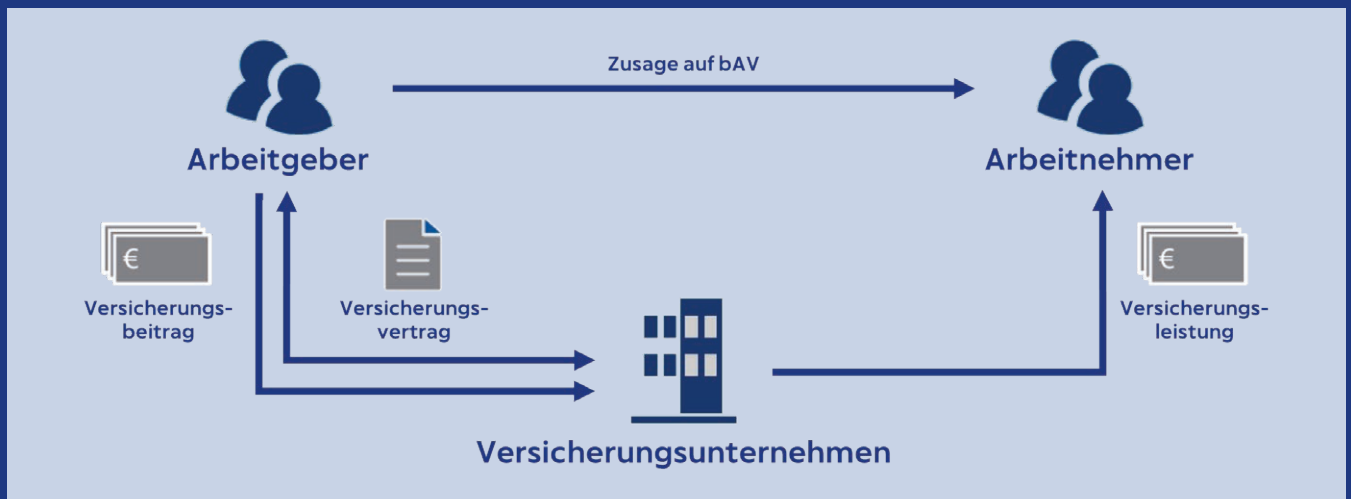 Zusage auf bAV
Arbeitgeber
Arbeitnehmer
€
Versicherungs-
beitrag
Versicherungs-
vertrag
€
Versicherungs-
leistung
Versicherungsunternehmen